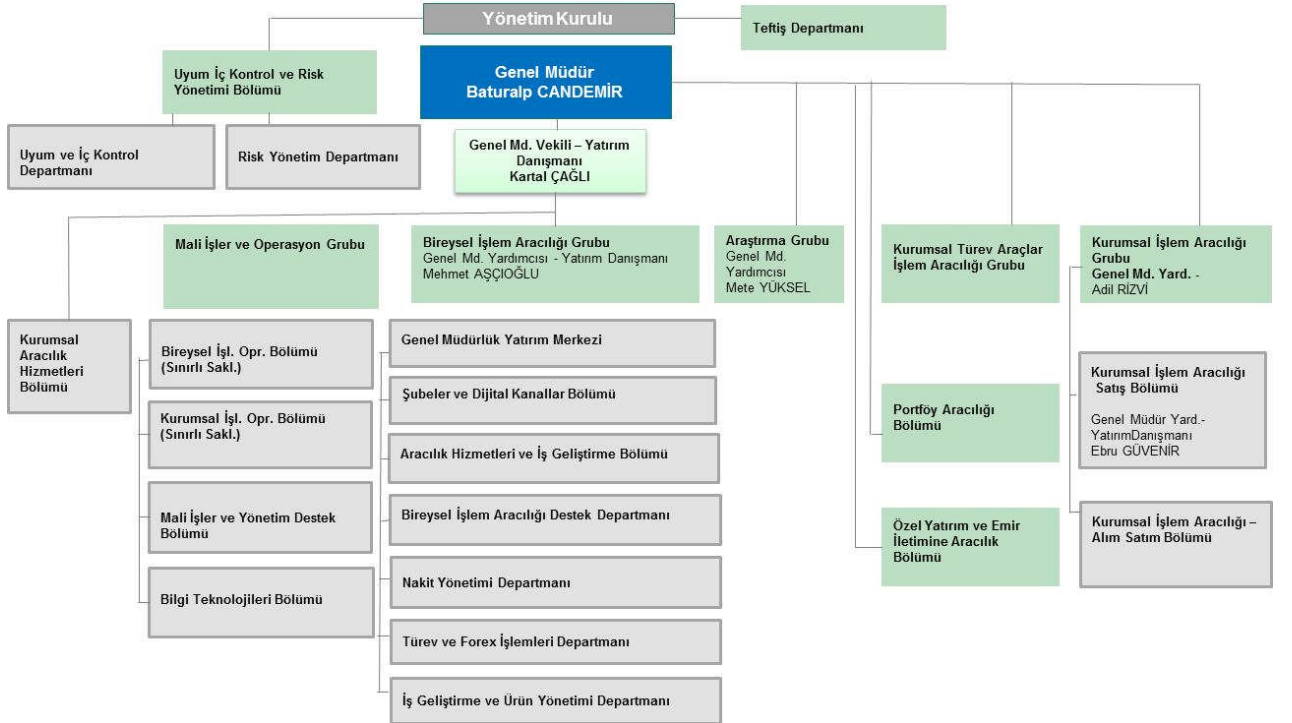 Yönetim Kurulu
Teftiş Departmanı
Uyum İç Kontrol ve Risk
Yönetimi Bölümü
Genel Müdür
Baturalp CANDEMİR
Uyum ve İç Kontrol
Departmanı
Risk Yönetim Departmanı
Genel Md. Vekili – Yatırım
Danışmanı
Kartal ÇAĞLI
Mali İşler ve Operasyon Grubu
Bireysel İşlem Aracılığı Grubu
Genel Md. Yardımcısı - Yatırım Danışmanı
Mehmet AŞÇIOĞLU
Araştırma Grubu
Genel Md.
Yardımcısı
Mete YÜKSEL
Kurumsal Türev Araçlar
İşlem Aracılığı Grubu
Kurumsal İşlem Aracılığı
Grubu
Genel Md. Yard. -
Adil RİZVİ
Kurumsal
Aracılık
Hizmetleri
Bölümü
Bireysel İşl. Opr. Bölümü
(Sınırlı Sakl.)
Kurumsal İşl. Opr. Bölümü
(Sınırlı Sakl.)
Mali İşler ve Yönetim Destek
Bölümü
Bilgi Teknolojileri Bölümü
Genel Müdürlük Yatırım Merkezi
Şubeler ve Dijital Kanallar Bölümü
Aracılık Hizmetleri ve İş Geliştirme Bölümü
Bireysel İşlem Aracılığı Destek Departmanı
Nakit Yönetimi Departmanı
Türev ve Forex İşlemleri Departmanı
İş Geliştirme ve Ürün Yönetimi Departmanı
Portföy Aracılığı
Bölümü
Özel Yatırım ve Emir
İletimine Aracılık
Bölümü
Kurumsal İşlem Aracılığı
Satış Bölümü
Genel Müdür Yard.-
YatırımDanışmanı
Ebru GÜVENİR
Kurumsal İşlem Aracılığı –
Alım Satım Bölümü